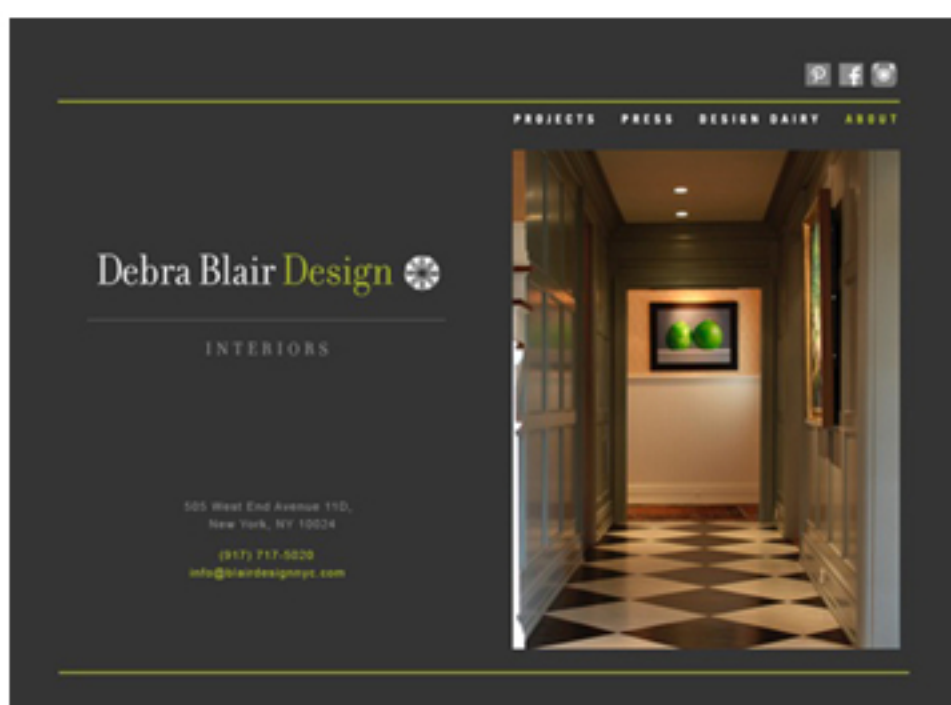 PROJECTS PRESS DESIGN DAIRY ABOUT
Debra Blair Design
INTERIORS
505 West End Avenue 11D,
New York, NY 10024
(917) 717-5020
info@blairdesignnyc.com